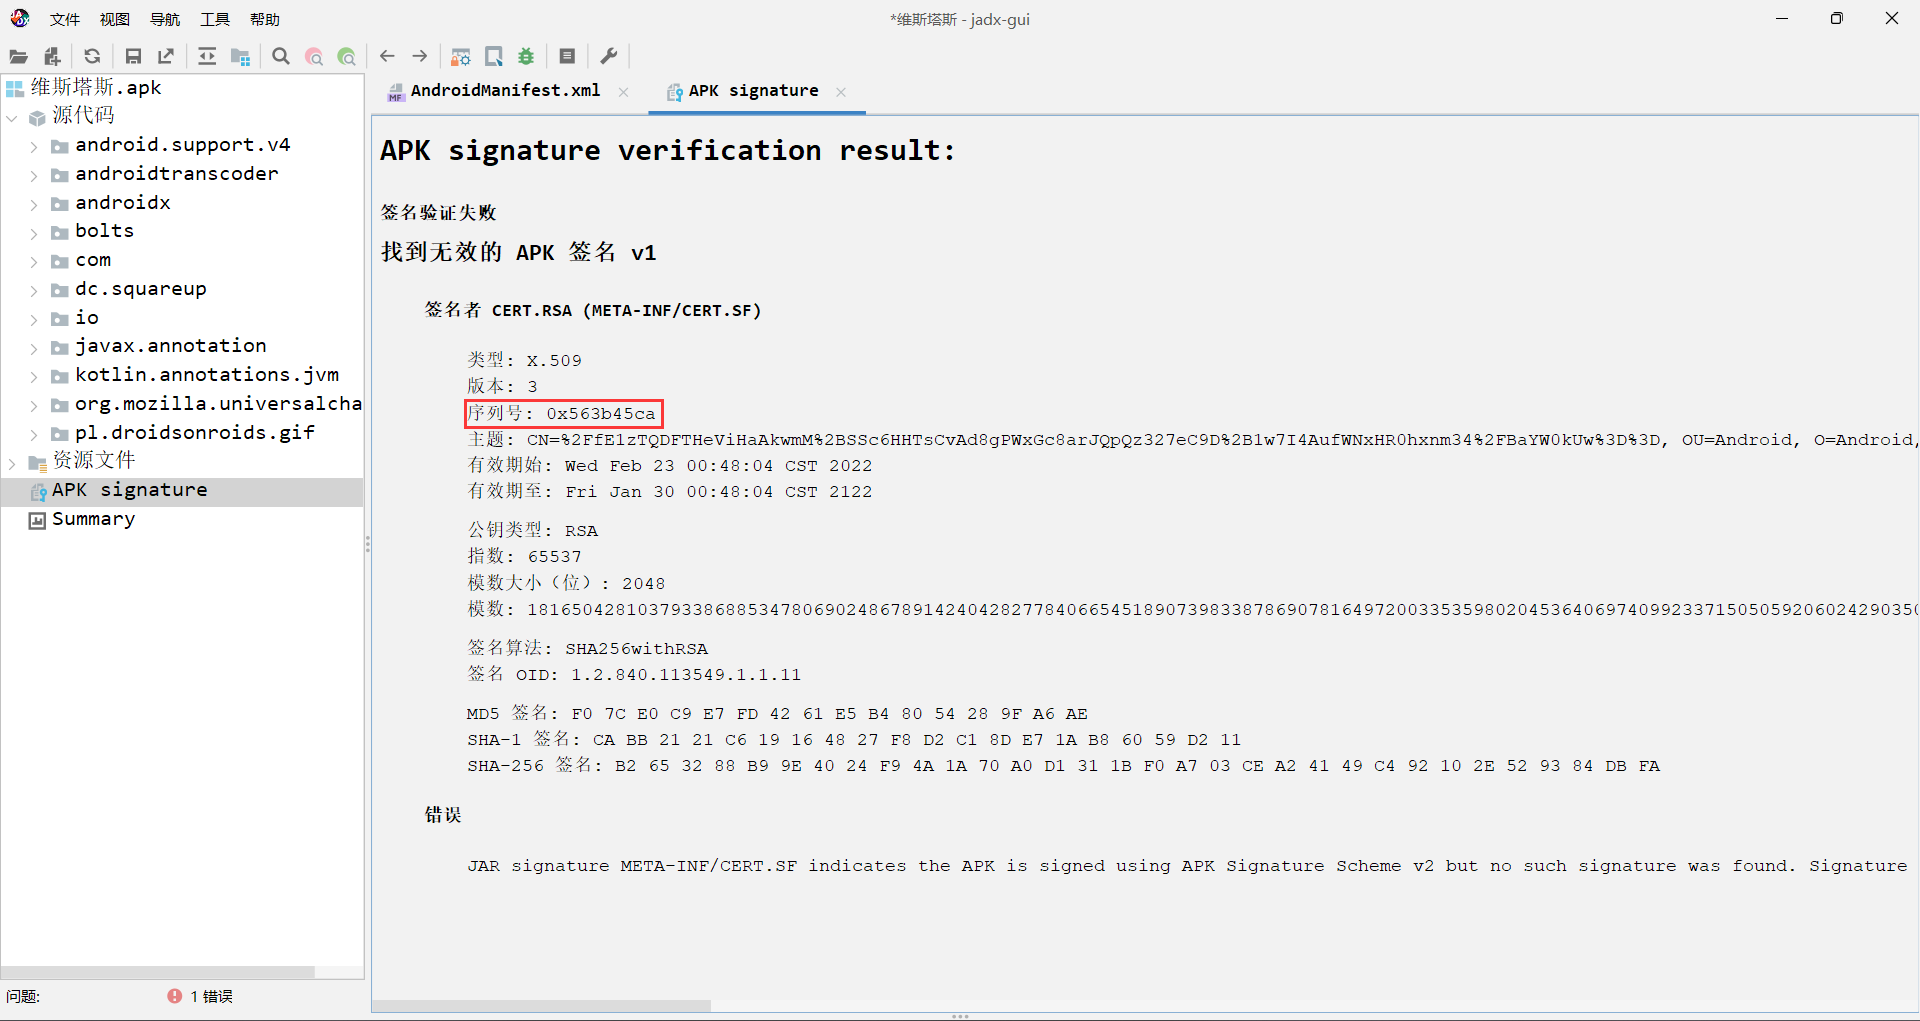 文件 视图 导航 工具 帮助
*维斯塔斯 - jadx-gui
维斯塔斯.apk
源代码
android.support.v4
androidtranscoder
androidx
bolts
com
dc.squareup
io
javax.annotation
kotlin.annotations.jvm
org.mozilla.universalcha
pl.droidsonroids.gif
资源文件
APK signature
Summary
问题:
1 错误
AndroidManifest.xml
APK signature
APK signature verification result:
签名验证失败
找到无效的 APK 签名 v1
签名者 CERT.RSA (META-INF/CERT.SF)
类型: X.509
版本: 3
序列号: 0x563b45ca
主题: CN=%2FfE1zTQDFTHeViHaAkwmM%2BSSc6HHTsCvAd8gPWxGc8arJQpQz327eC9D%2B1w7I4AufWNxHR0hxnm34%2FBaYW0kUw%3D%3D, OU=Android, O=Android,
有效期始: Wed Feb 23 00:48:04 CST 2022
有效期至: Fri Jan 30 00:48:04 CST 2122
公钥类型: RSA
指数: 65537
模数大小（位）: 2048
模数: 1816504281037933868853478069024867891424042827784066545189073983387869078164972003353598020453640697409923371505059206024290350
签名算法: SHA256withRSA
签名 OID: 1.2.840.113549.1.1.11
MD5 签名: F0 7C E0 C9 E7 FD 42 61 E5 B4 80 54 28 9F A6 AE
SHA-1 签名: CA BB 21 21 C6 19 16 48 27 F8 D2 C1 8D E7 1A B8 60 59 D2 11
SHA-256 签名: B2 65 32 88 B9 9E 40 24 F9 4A 1A 70 A0 D1 31 1B F0 A7 03 CE A2 41 49 C4 92 10 2E 52 93 84 DB FA
错误
JAR signature META-INF/CERT.SF indicates the APK is signed using APK Signature Scheme v2 but no such signature was found. Signature